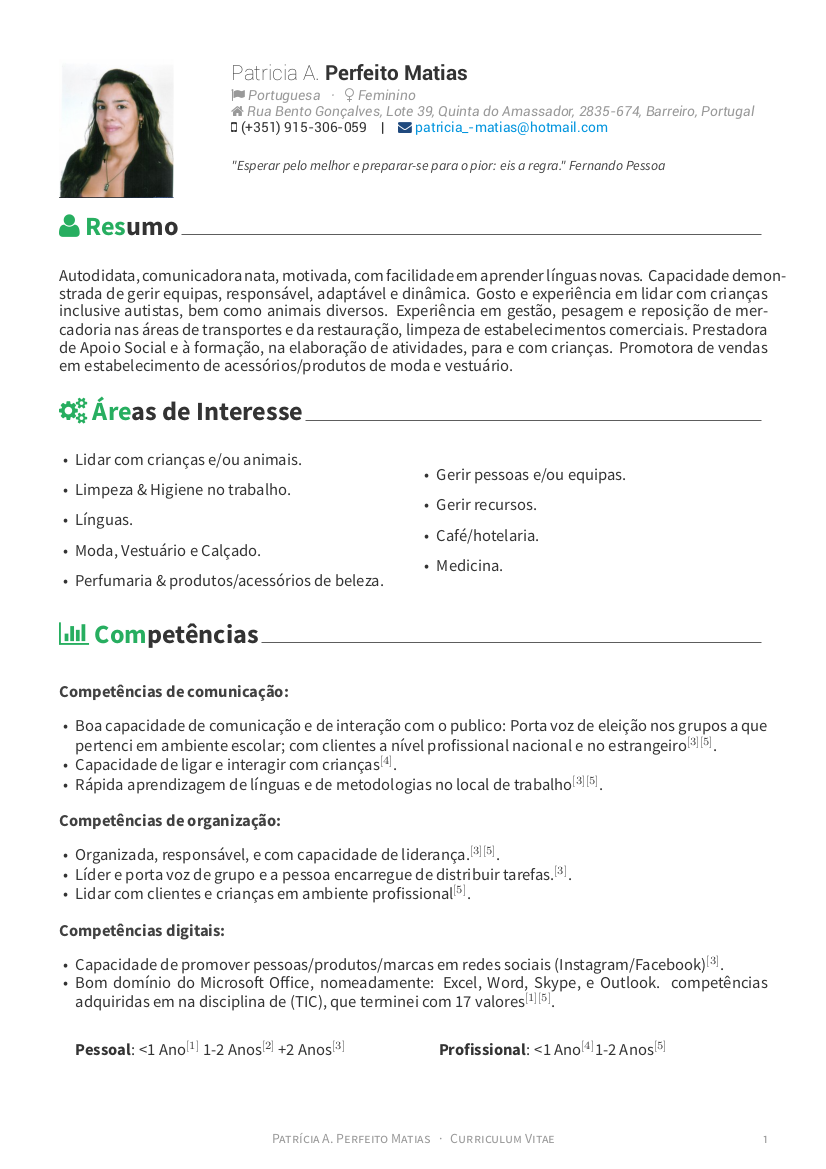 Patricia A. Perfeito Matias
Portuguesa · Feminino
Rua Bento Gonçalves, Lote 39, Quinta do Amassador, 2835-674, Barreiro, Portugal
(+351) 915-306-059 | patricia_-matias@hotmail.com
"Esperar pelo melhor e preparar-se para o pior: eis a regra." Fernando Pessoa
Resumo
Autodidata, comunicadora nata, motivada, com facilidade em aprender línguas novas. Capacidade demon-
strada de gerir equipas, responsável, adaptável e dinâmica. Gosto e experiência em lidar com crianças
inclusive autistas, bem como animais diversos. Experiência em gestão, pesagem e reposição de mer-
cadoria nas áreas de transportes e da restauração, limpeza de estabelecimentos comerciais. Prestadora
de Apoio Social e à formação, na elaboração de atividades, para e com crianças. Promotora de vendas
em estabelecimento de acessórios/produtos de moda e vestuário.
Áreas de Interesse
• Lidar com crianças e/ou animais.
• Limpeza & Higiene no trabalho.
• Línguas.
• Moda, Vestuário e Calçado.
• Perfumaria & produtos/acessórios de beleza.
• Gerir pessoas e/ou equipas.
• Gerir recursos.
• Café/hotelaria.
• Medicina.
Competências
Competências de comunicação:
• Boa capacidade de comunicação e de interação com o publico: Porta voz de eleição nos grupos a que
pertenci em ambiente escolar; com clientes a nível profissional nacional e no estrangeiro[3][5].
• Capacidade de ligar e interagir com crianças[4].
• Rápida aprendizagem de línguas e de metodologias no local de trabalho[3][5].
Competências de organização:
• Organizada, responsável, e com capacidade de liderança.[3][5].
• Líder e porta voz de grupo e a pessoa encarregue de distribuir tarefas.[3].
• Lidar com clientes e crianças em ambiente profissional[5].
Competências digitais:
• Capacidade de promover pessoas/produtos/marcas em redes sociais (Instagram/Facebook)[3].
• Bom domínio do Microsoft Office, nomeadamente: Excel, Word, Skype, e Outlook. competências
adquiridas em na disciplina de (TIC), que terminei com 17 valores[1][5].
Pessoal: <1 Ano[1] 1-2 Anos[2] +2 Anos[3]
Profissional: <1 Ano[4] 1-2 Anos[5]
Patrícia A. Perfeito Matias · Curriculum Vitae 1